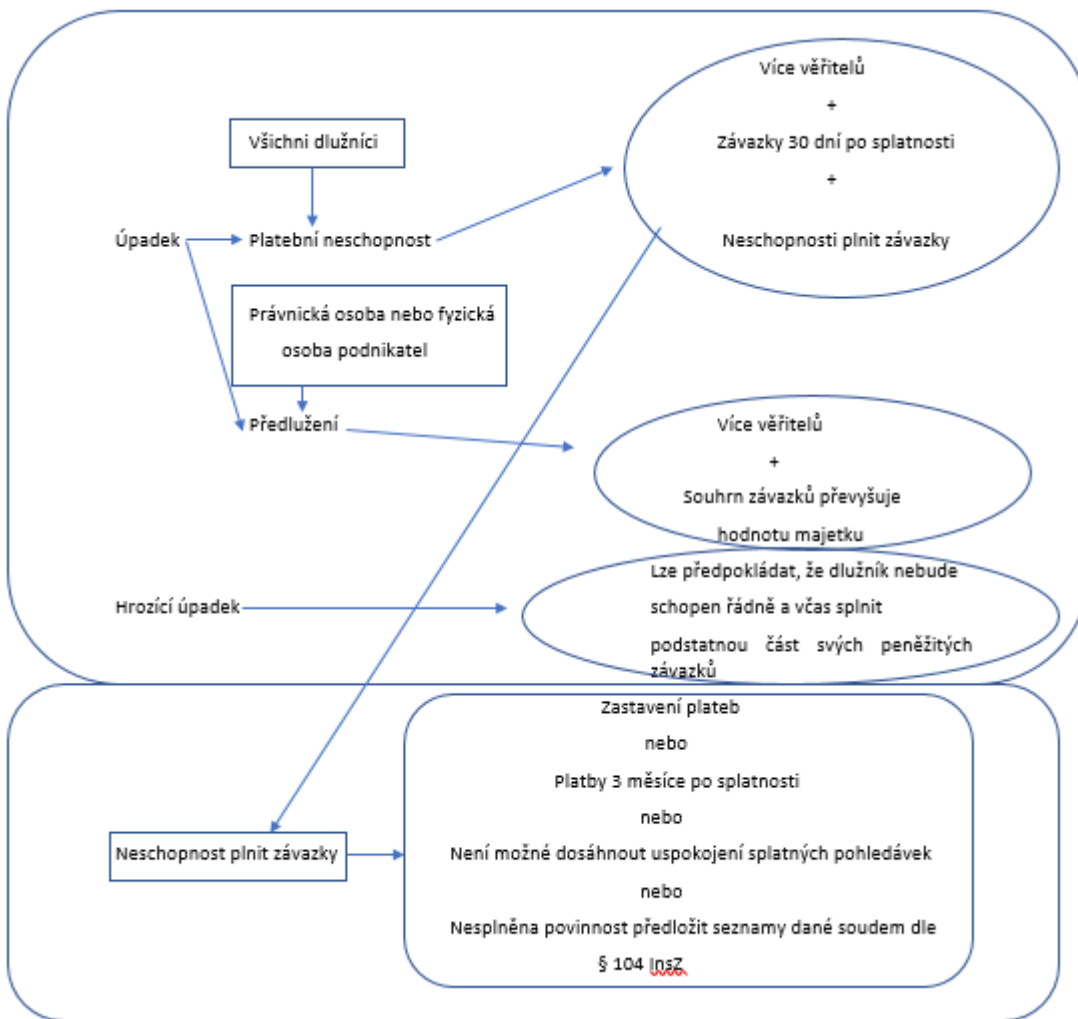 Více věřitelů
+
Všichni dlužníci
Závazky 30 dní po splatnosti
+
Úpadek
Platební neschopnost
Neschopnosti plnit závazky
Právnická osoba nebo fyzická
osoba podnikatel
Předlužení
Více věřitelů
+
Souhrn závazků převyšuje
hodnotu majetku
Lze předpokládat, že dlužník nebude
Hrozící úpadek
schopen řádně a včas splnit
podstatnou část svých peněžitých
závazků
Zastavení plateb
nebo
Platby 3 měsíce po splatnosti
nebo
Neschopnost plnit závazky
Není možné dosáhnout uspokojení splatných pohledávek
nebo
Nesplněna povinnost předložit seznamy dané soudem dle
§ 104 InsZ